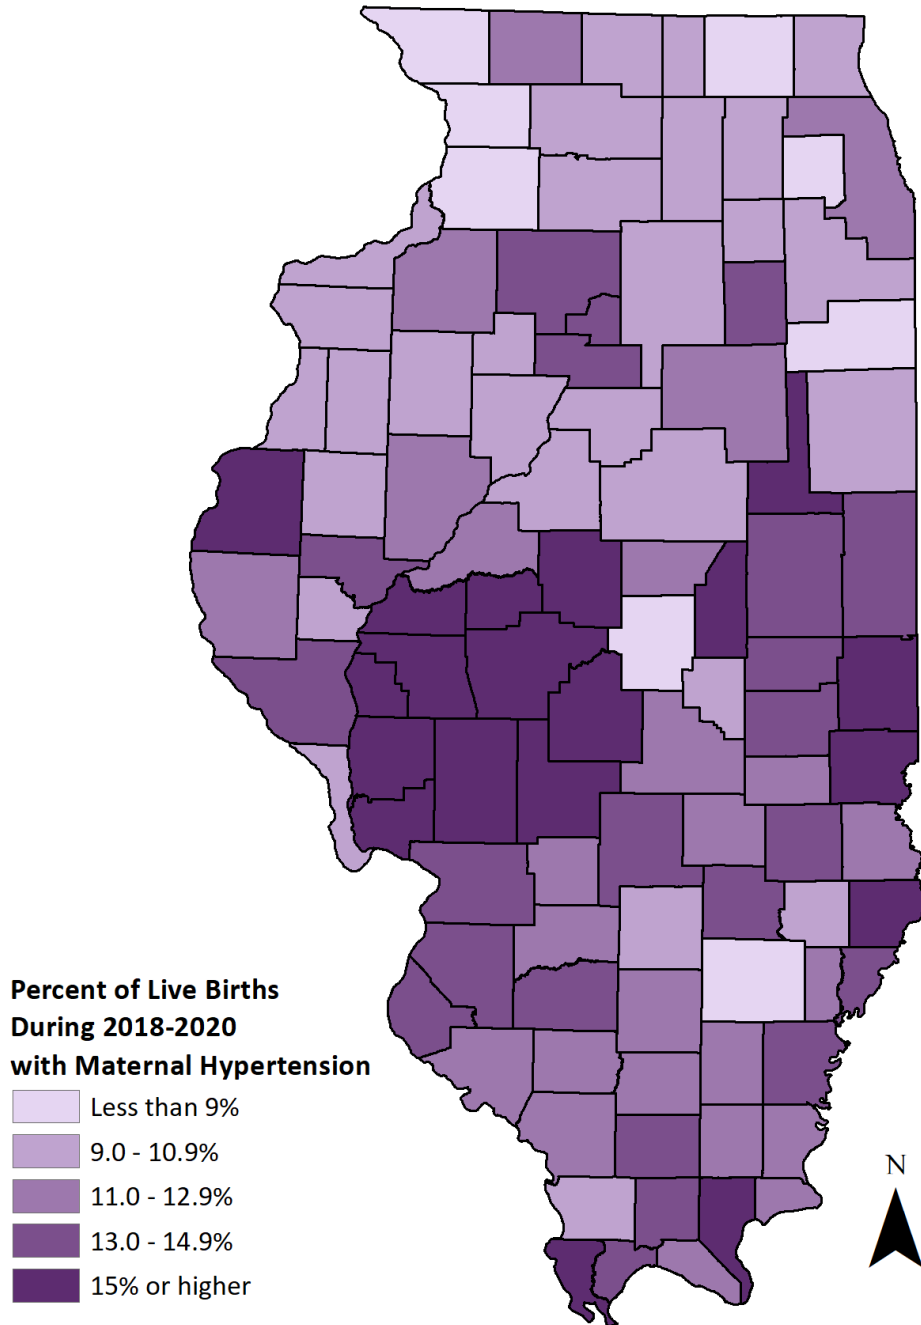 Percent of Live Births
During 2018-2020
with Maternal Hypertension
Less than 9%
9.0 - 10.9%
11.0 - 12.9%
13.0 - 14.9%
15% or higher
N